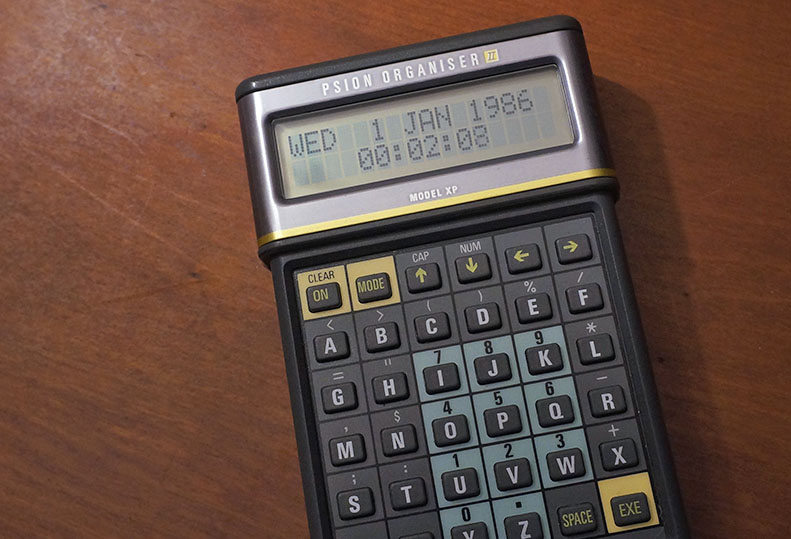 PSION ORGANISER II
WED 1 JAN 1986
00:02:08
MODEL XP
CLEAR CAP NUM
ON MODE ↑ ↓ ← →
< > ( ) % /
A B C D E F
= " 7 8 9 *
G H I J K L
, $ 4 5 6 −
M N O P Q R
; : 1 2 3 +
S T U V W X
0 .
Y Z SPACE EXE